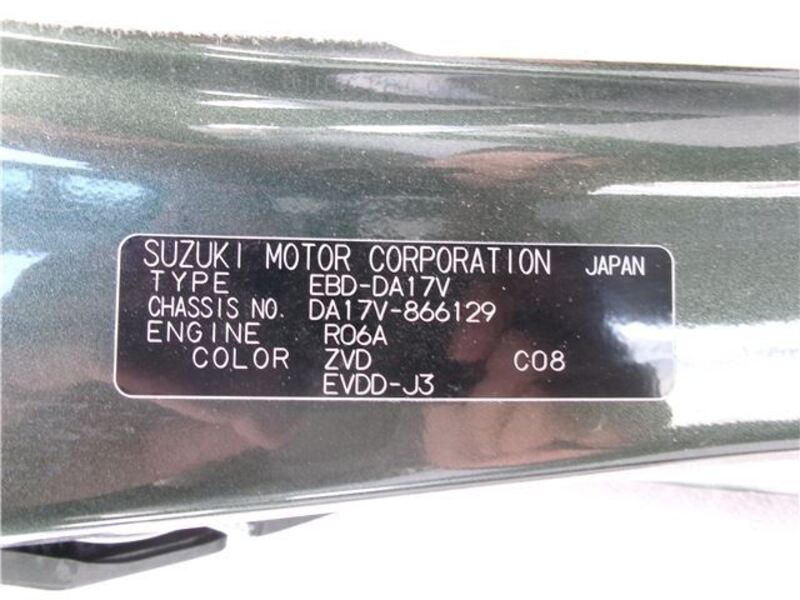 SUZUKI MOTOR CORPORATION JAPAN
TYPE EBD-DA17V
CHASSIS NO. DA17V-866129
ENGINE R06A
COLOR ZVD C08
EVDD-J3